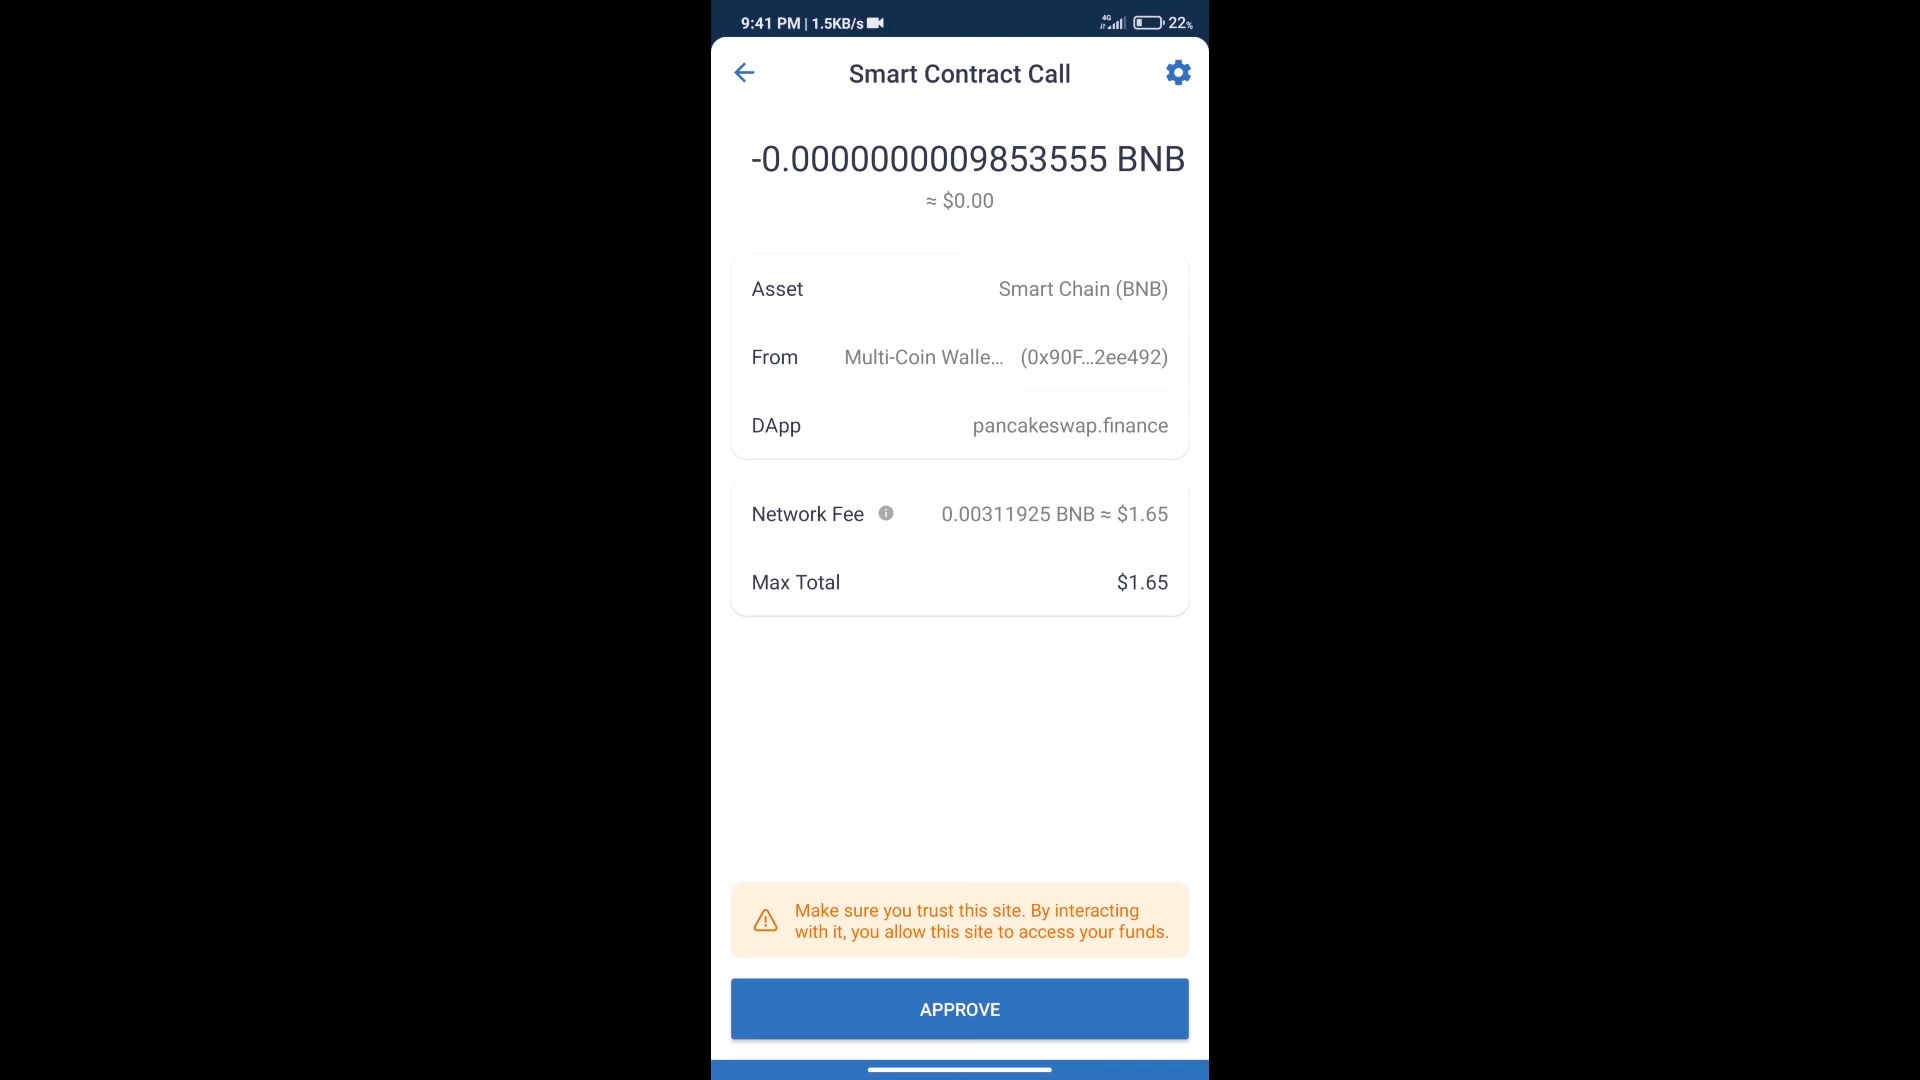 9:41 PM | 1.5KB/s 4G 22%
Smart Contract Call
-0.0000000009853555 BNB
≈ $0.00
Asset Smart Chain (BNB)
From Multi-Coin Walle... (0x90F...2ee492)
DApp pancakeswap.finance
Network Fee 0.00311925 BNB ≈ $1.65
Max Total $1.65
Make sure you trust this site. By interacting
with it, you allow this site to access your funds.
APPROVE